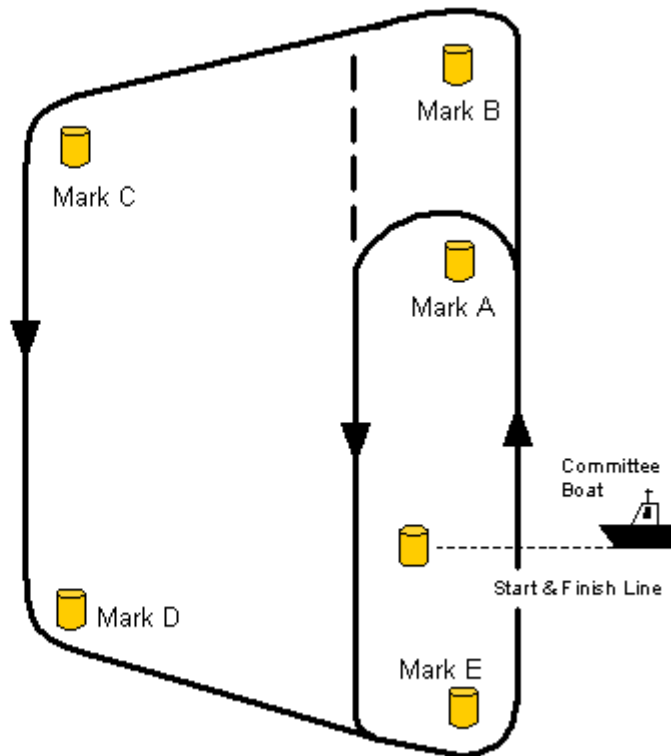 Mark B
Mark C
Mark A
Committee
Boat
Start & Finish Line
Mark D
Mark E